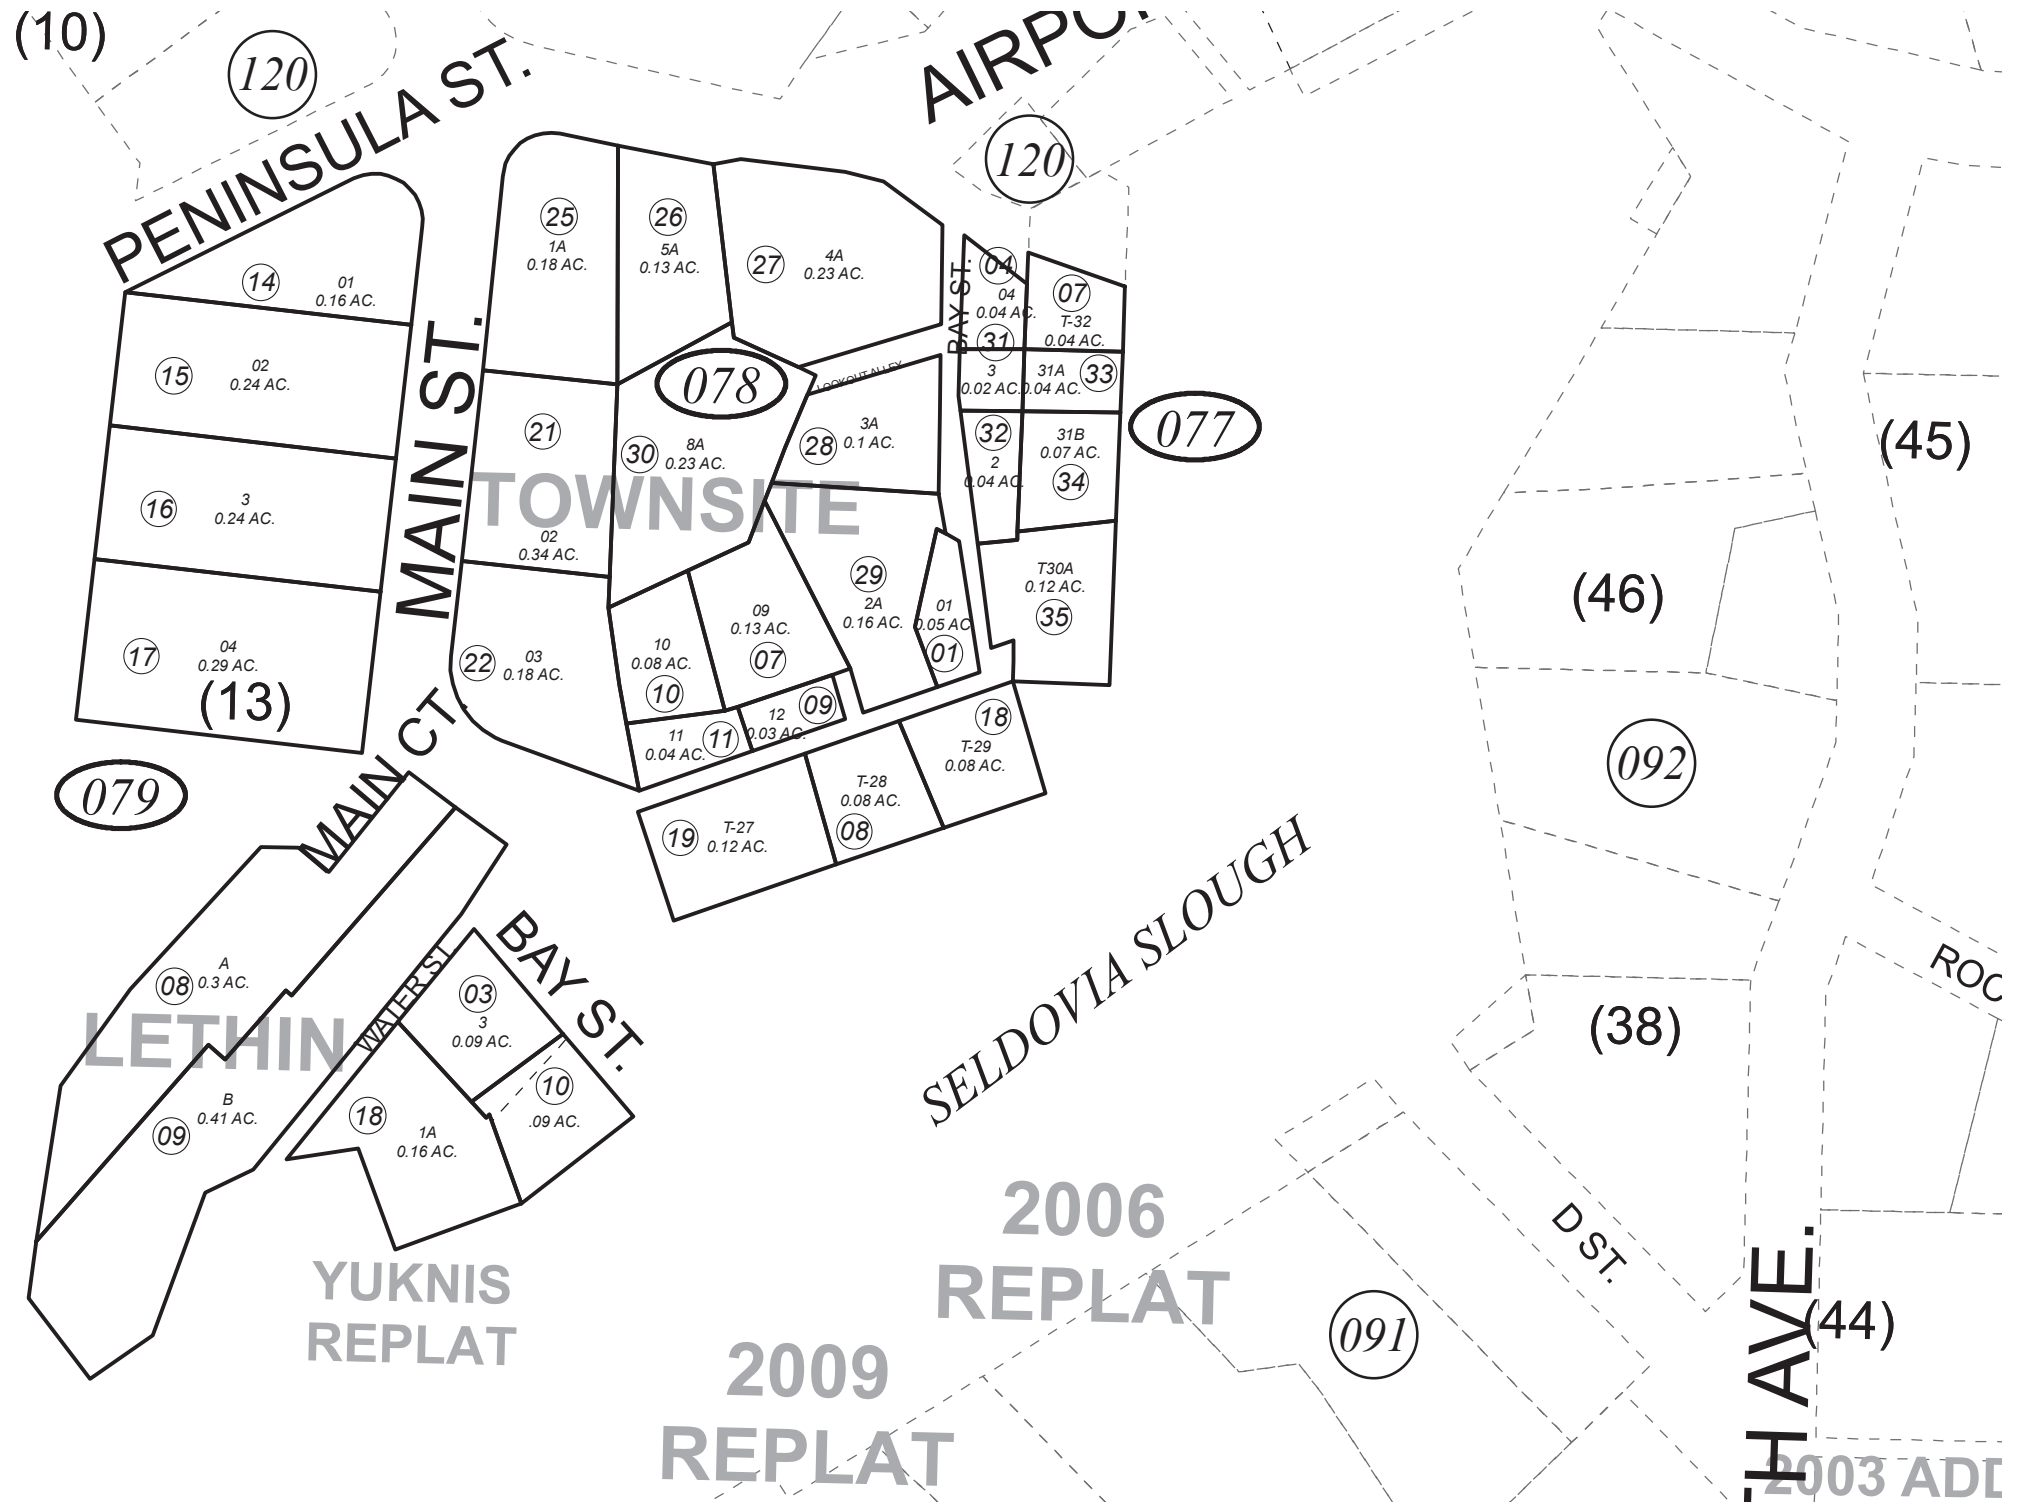 (10)
120
PENINSULA ST.
120
14
01
0.16 AC.
15
02
0.24 AC.
16
3
0.24 AC.
17
04
0.29 AC.
(13)
079
MAIN ST.
25
1A
0.18 AC.
26
5A
0.13 AC.
27
4A
0.23 AC.
078
LOOKOUT ALLEY
21
02
0.34 AC.
30
8A
0.23 AC.
28
3A
0.1 AC.
TOWNSITE
22
03
0.18 AC.
10
0.08 AC.
10
09
0.13 AC.
07
29
2A
0.16 AC.
01
0.05 AC.
01
11
0.04 AC.
11
12
0.03 AC.
09
BAY ST.
04
04
0.04 AC.
31
3
0.02 AC.
32
2
0.04 AC.
07
T-32
0.04 AC.
33
31A
0.04 AC.
31B
0.07 AC.
34
T30A
0.12 AC.
35
077
18
T-29
0.08 AC.
T-28
0.08 AC.
08
19
T-27
0.12 AC.
MAIN CT.
08
A
0.3 AC.
LETHIN
09
B
0.41 AC.
WATER ST.
BAY ST.
03
3
0.09 AC.
10
.09 AC.
18
1A
0.16 AC.
YUKNIS
REPLAT
SELDOVIA SLOUGH
2006
REPLAT
2009
REPLAT
(45)
(46)
092
(38)
D ST.
091
(44)
AVE.
2003